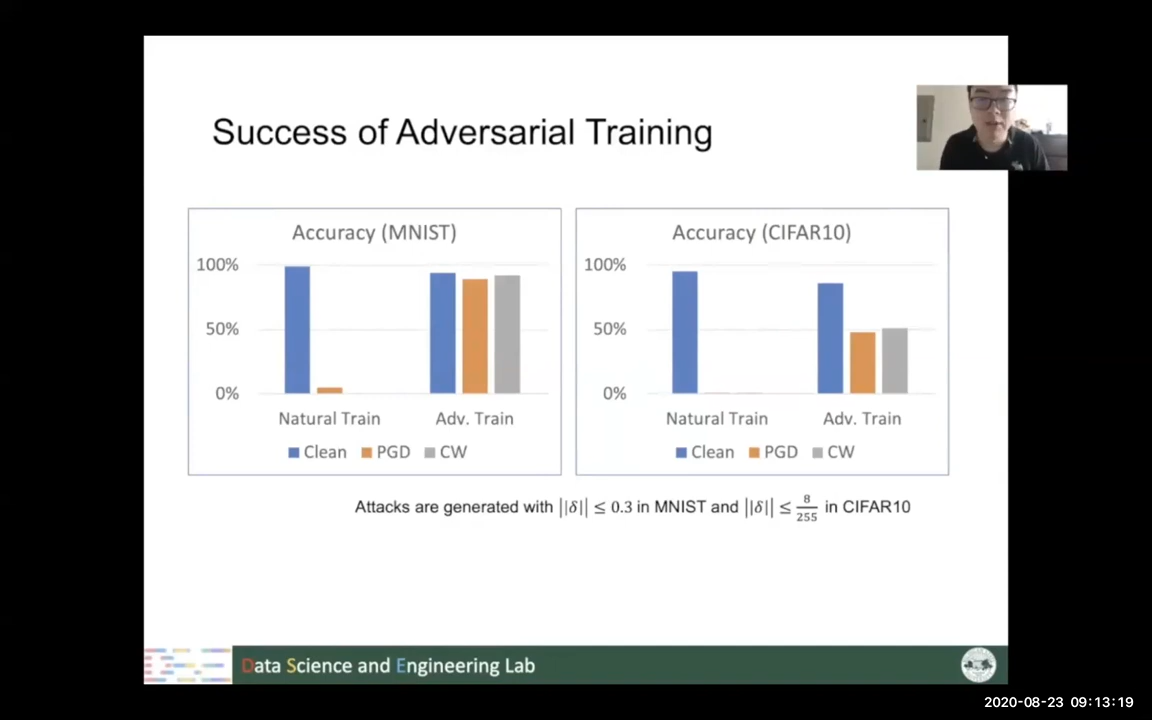 Success of Adversarial Training
Accuracy (MNIST)
100%
50%
0%
Natural Train Adv. Train
Clean PGD CW
Accuracy (CIFAR10)
100%
50%
0%
Natural Train Adv. Train
Clean PGD CW
Attacks are generated with ||δ|| ≤ 0.3 in MNIST and ||δ|| ≤ 8/255 in CIFAR10
Data Science and Engineering Lab
2020-08-23 09:13:19